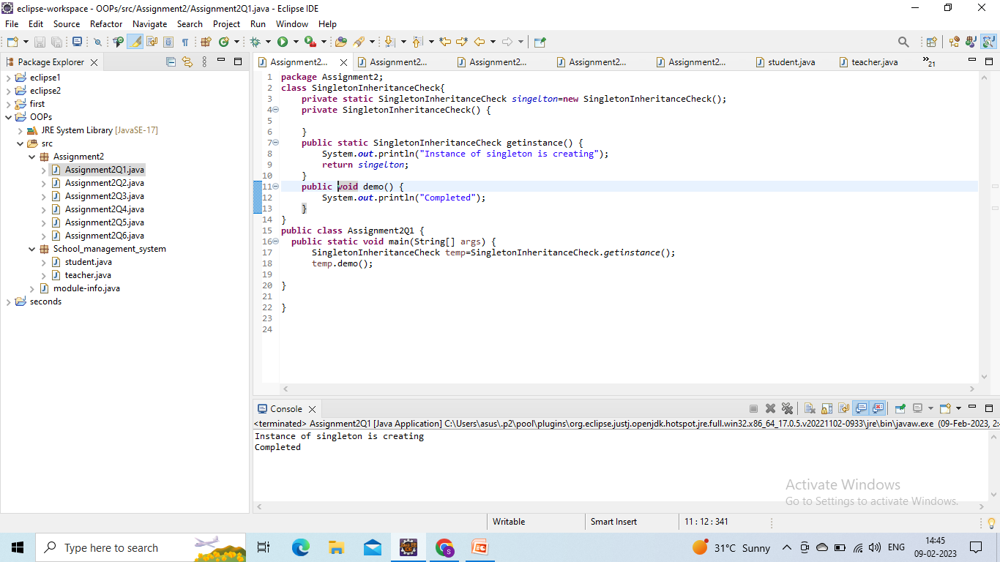 eclipse-workspace - OOPs/src/Assignment2/Assignment2Q1.java - Eclipse IDE
File Edit Source Refactor Navigate Search Project Run Window Help
Package Explorer
eclipse1
eclipse2
first
OOPs
JRE System Library [JavaSE-17]
src
Assignment2
Assignment2Q1.java
Assignment2Q2.java
Assignment2Q3.java
Assignment2Q4.java
Assignment2Q5.java
Assignment2Q6.java
School_management_system
student.java
teacher.java
module-info.java
seconds
Assignment2... Assignment2... Assignment2... Assignment2... Assignment2... student.java teacher.java »21
1 package Assignment2;
2 class SingletonInheritanceCheck{
3 private static SingletonInheritanceCheck singelton=new SingletonInheritanceCheck();
4 private SingletonInheritanceCheck() {
5
6 }
7 public static SingletonInheritanceCheck getinstance() {
8 System.out.println("Instance of singleton is creating");
9 return singelton;
10 }
11 public void demo() {
12 System.out.println("Completed");
13 }
14 }
15 public class Assignment2Q1 {
16 public static void main(String[] args) {
17 SingletonInheritanceCheck temp=SingletonInheritanceCheck.getinstance();
18 temp.demo();
19
20 }
21
22 }
23
24
Console
<terminated> Assignment2Q1 [Java Application] C:\Users\asus\.p2\pool\plugins\org.eclipse.justj.openjdk.hotspot.jre.full.win32.x86_64_17.0.5.v20221102-0933\jre\bin\javaw.exe (09-Feb-2023, 2:4
Instance of singleton is creating
Completed
Activate Windows
Go to Settings to activate Windows.
Writable Smart Insert 11 : 12 : 341
Type here to search
31°C Sunny ENG 14:45
09-02-2023